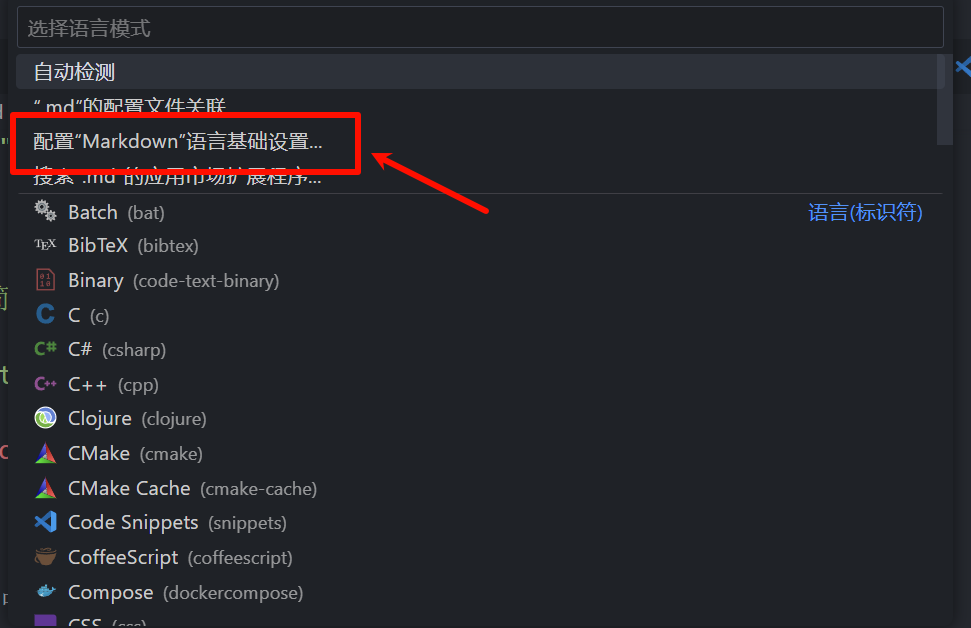 选择语言模式
自动检测
“.md”的配置文件关联
配置“Markdown”语言基础设置...
搜索“.md”的应用市场扩展程序...
Batch (bat) 语言(标识符)
TEX BibTeX (bibtex)
Binary (code-text-binary)
C (c)
C# C# (csharp)
C++ C++ (cpp)
Clojure (clojure)
CMake (cmake)
CMake Cache (cmake-cache)
Code Snippets (snippets)
CoffeeScript (coffeescript)
Compose (dockercompose)
CSS (css)